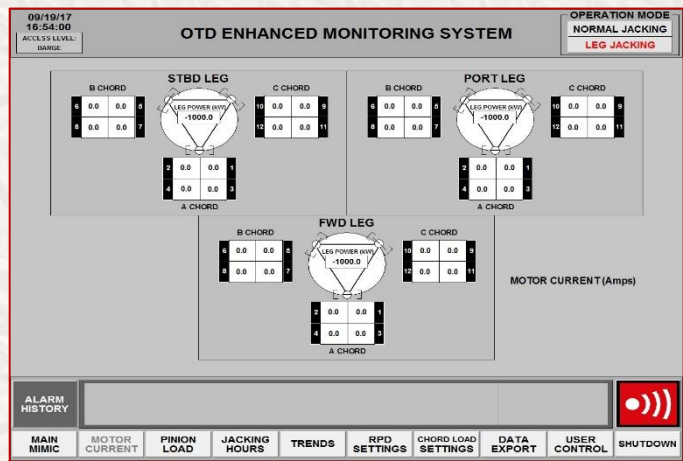 09/19/17
16:54:00
ACCESS LEVEL:
BARGE
OTD ENHANCED MONITORING SYSTEM
OPERATION MODE
NORMAL JACKING
LEG JACKING
STBD LEG
B CHORD
C CHORD
6 0.0 0.0 5
8 0.0 0.0 7
LEG POWER (kW)
-1000.0
10 0.0 0.0 9
12 0.0 0.0 11
2 0.0 0.0 1
4 0.0 0.0 3
A CHORD
PORT LEG
B CHORD
C CHORD
6 0.0 0.0 5
8 0.0 0.0 7
LEG POWER (kW)
-1000.0
10 0.0 0.0 9
12 0.0 0.0 11
2 0.0 0.0 1
4 0.0 0.0 3
A CHORD
FWD LEG
B CHORD
C CHORD
6 0.0 0.0 5
8 0.0 0.0 7
LEG POWER (kW)
-1000.0
10 0.0 0.0 9
12 0.0 0.0 11
2 0.0 0.0 1
4 0.0 0.0 3
A CHORD
MOTOR CURRENT (Amps)
ALARM
HISTORY
MAIN
MIMIC
MOTOR
CURRENT
PINION
LOAD
JACKING
HOURS
TRENDS
RPD
SETTINGS
CHORD LOAD
SETTINGS
DATA
EXPORT
USER
CONTROL
SHUTDOWN